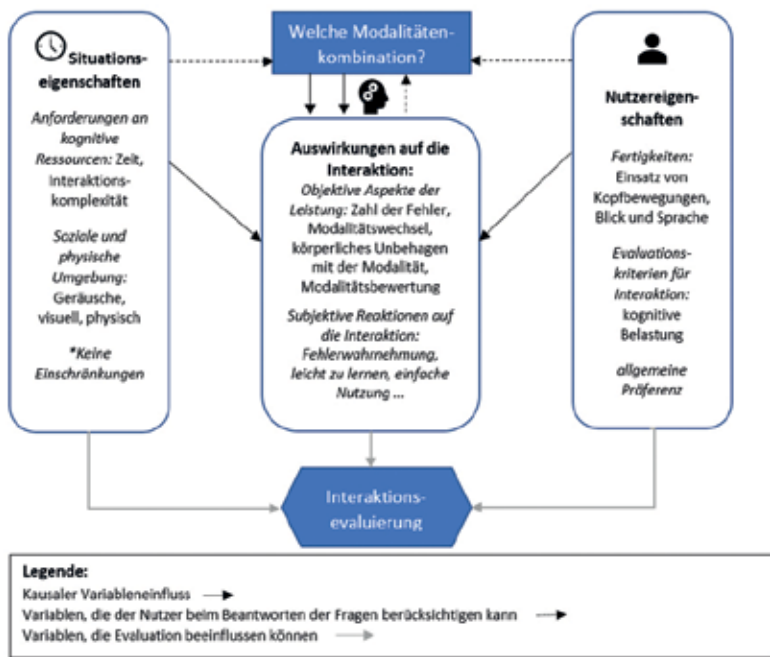 Situations-
eigenschaften
Anforderungen an
kognitive
Ressourcen: Zeit,
Interaktions-
komplexität
Soziale und
physische
Umgebung:
Geräusche,
visuell, physisch
*Keine
Einschränkungen
Welche Modalitäten-
kombination?
Auswirkungen auf die
Interaktion:
Objektive Aspekte der
Leistung: Zahl der Fehler,
Modalitätswechsel,
körperliches Unbehagen
mit der Modalität,
Modalitätsbewertung
Subjektive Reaktionen auf
die Interaktion:
Fehlerwahrnehmung,
leicht zu lernen, einfache
Nutzung ...
Nutzereigen-
schaften
Fertigkeiten:
Einsatz von
Kopfbewegungen,
Blick und Sprache
Evaluations-
kriterien für
Interaktion:
kognitive
Belastung
allgemeine
Präferenz
Interaktions-
evaluierung
Legende:
Kausaler Variableneinfluss
Variablen, die der Nutzer beim Beantworten der Fragen berücksichtigen kann
Variablen, die Evaluation beeinflussen können